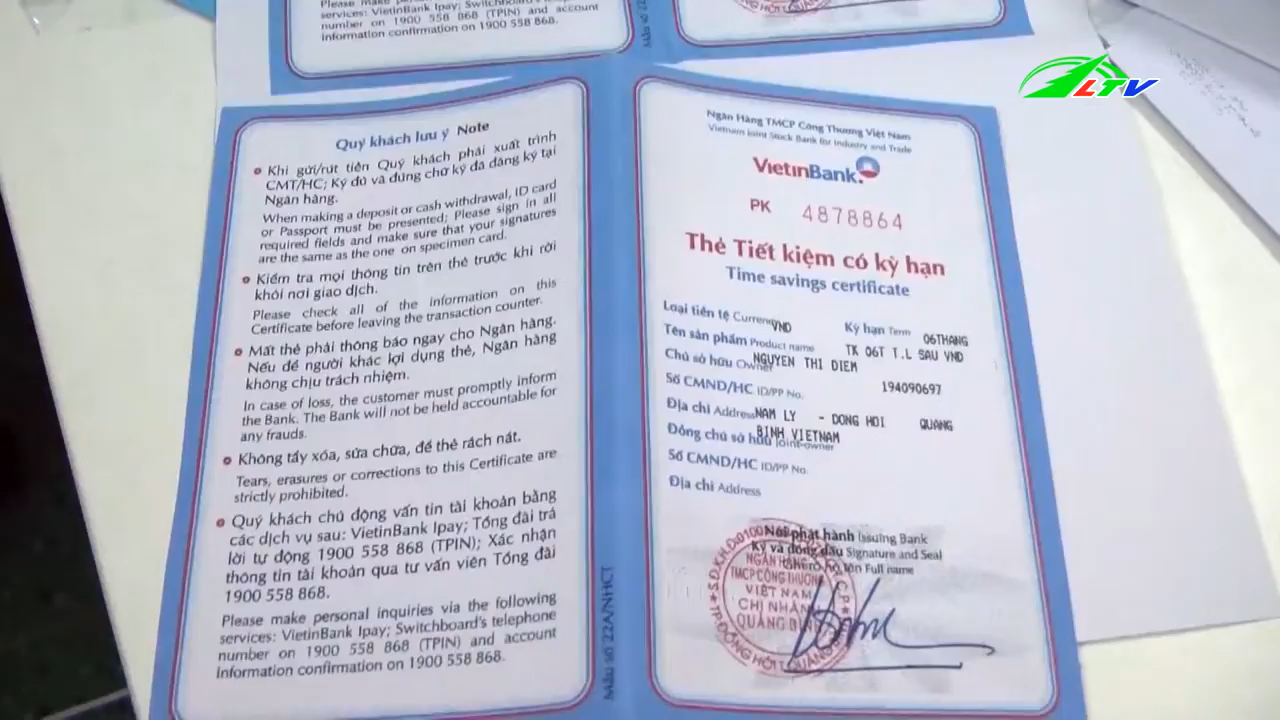 services: VietinBank Ipay; Switchboard's telephone
number on 1900 558 868 (TPIN) and account
information confirmation on 1900 558 868.
LTV
Quý khách lưu ý Note
Khi gửi/rút tiền Quý khách phải xuất trình
CMT/HC; Ký đủ và đúng chữ ký đã đăng ký tại
Ngân hàng.
When making a deposit or cash withdrawal, ID card
or Passport must be presented; Please sign in all
required fields and make sure that your signatures
are the same as the one on specimen card.
Kiểm tra mọi thông tin trên thẻ trước khi rời
khỏi nơi giao dịch.
Please check all of the information on this
Certificate before leaving the transaction counter.
Mất thẻ phải thông báo ngay cho Ngân hàng.
Nếu để người khác lợi dụng thẻ, Ngân hàng
không chịu trách nhiệm.
In case of loss, the customer must promptly inform
the Bank. The Bank will not be held accountable for
any frauds.
Không tẩy xóa, sửa chữa, để thẻ rách nát.
Tears, erasures or corrections to this Certificate are
strictly prohibited.
Quý khách chủ động vấn tin tài khoản bằng
các dịch vụ sau: VietinBank Ipay; Tổng đài trả
lời tự động 1900 558 868 (TPIN); Xác nhận
thông tin tài khoản qua tư vấn viên Tổng đài
1900 558 868.
Please make personal inquiries via the following
services: VietinBank Ipay; Switchboard's telephone
number on 1900 558 868 (TPIN) and account
information confirmation on 1900 558 868.
Mẫu số 22A/NHCT
Ngân Hàng TMCP Công Thương Việt Nam
Vietnam Joint Stock Bank for Industry and Trade
VietinBank
PK 4878864
Thẻ Tiết kiệm có kỳ hạn
Time savings certificate
Loại tiền tệ Currency VND Kỳ hạn Term 06THANG
Tên sản phẩm Product name TK 06T T.L SAU VND
Chủ sở hữu Owner NGUYEN THI DIEM
Số CMND/HC ID/PP No. 194090697
Địa chỉ Address NAM LY - DONG HOI QUANG
BINH VIETNAM
Đồng chủ sở hữu Joint-owner
Số CMND/HC ID/PP No.
Địa chỉ Address
Nơi phát hành Issuing Bank
Ký và đóng dấu Signature and Seal
Ghi rõ họ tên Full name
NGÂN HÀNG
TMCP CÔNG THƯƠNG
VIỆT NAM
CHI NHÁNH
QUẢNG BÌNH